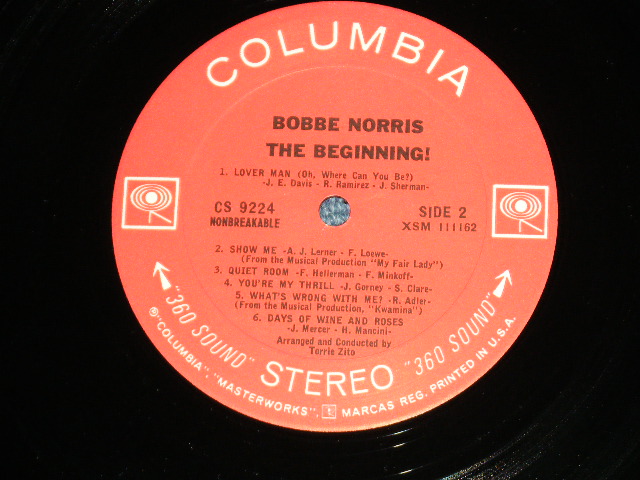 COLUMBIA
BOBBE NORRIS
THE BEGINNING!
1. LOVER MAN (Oh, Where Can You Be?)
-J. E. Davis - R. Ramirez - J. Sherman-
CS 9224
NONBREAKABLE
SIDE 2
XSM 111162
2. SHOW ME -A. J. Lerner - F. Loewe-
(From the Musical Production "My Fair Lady")
3. QUIET ROOM -F. Hellerman - F. Minkoff-
4. YOU'RE MY THRILL -J. Gorney - S. Clare-
5. WHAT'S WRONG WITH ME? -R. Adler-
(From the Musical Production, "Kwamina")
6. DAYS OF WINE AND ROSES
-J. Mercer - H. Mancini-
Arranged and Conducted by
Torrie Zito
"360 SOUND" STEREO "360 SOUND"
® "COLUMBIA", "MASTERWORKS", MARCAS REG. PRINTED IN U.S.A.